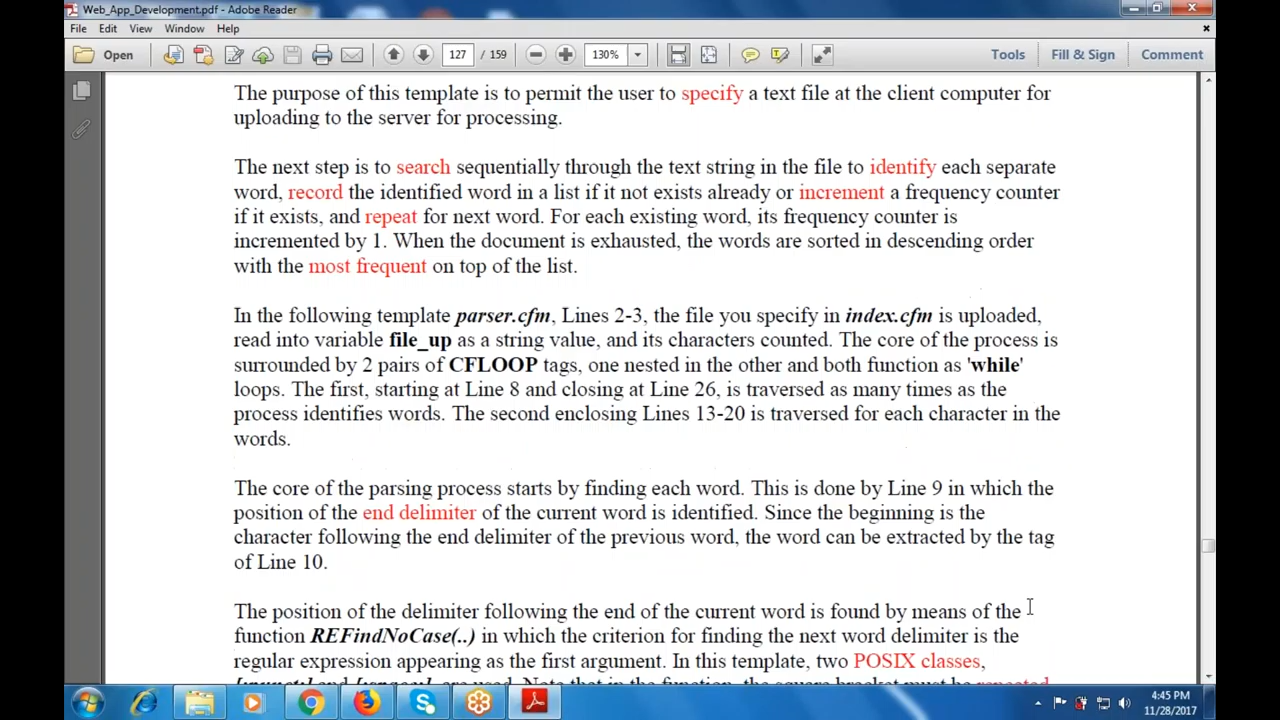 Web_App_Development.pdf - Adobe Reader
File Edit View Window Help
Open 127 / 159 130% Tools Fill & Sign Comment
The purpose of this template is to permit the user to specify a text file at the client computer for
uploading to the server for processing.
The next step is to search sequentially through the text string in the file to identify each separate
word, record the identified word in a list if it not exists already or increment a frequency counter
if it exists, and repeat for next word. For each existing word, its frequency counter is
incremented by 1. When the document is exhausted, the words are sorted in descending order
with the most frequent on top of the list.
In the following template parser.cfm, Lines 2-3, the file you specify in index.cfm is uploaded,
read into variable file_up as a string value, and its characters counted. The core of the process is
surrounded by 2 pairs of CFLOOP tags, one nested in the other and both function as 'while'
loops. The first, starting at Line 8 and closing at Line 26, is traversed as many times as the
process identifies words. The second enclosing Lines 13-20 is traversed for each character in the
words.
The core of the parsing process starts by finding each word. This is done by Line 9 in which the
position of the end delimiter of the current word is identified. Since the beginning is the
character following the end delimiter of the previous word, the word can be extracted by the tag
of Line 10.
The position of the delimiter following the end of the current word is found by means of the
function REFindNoCase(..) in which the criterion for finding the next word delimiter is the
regular expression appearing as the first argument. In this template, two POSIX classes,
[:punct:] and [:space:], are used. Note that in the function, the square bracket must be repeated
4:45 PM
11/28/2017